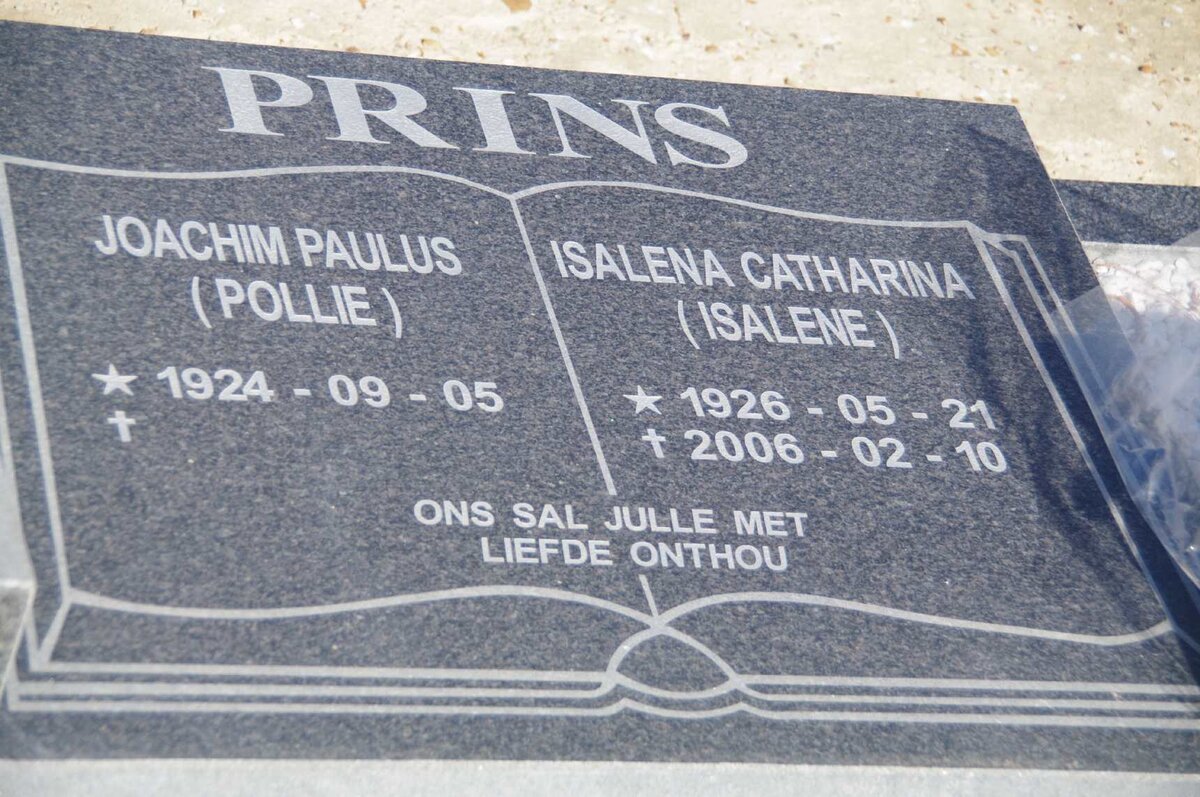 PRINS
JOACHIM PAULUS
(POLLIE)
★ 1924 - 09 - 05
✝
ISALENA CATHARINA
(ISALENE)
★ 1926 - 05 - 21
✝ 2006 - 02 - 10
ONS SAL JULLE MET
LIEFDE ONTHOU